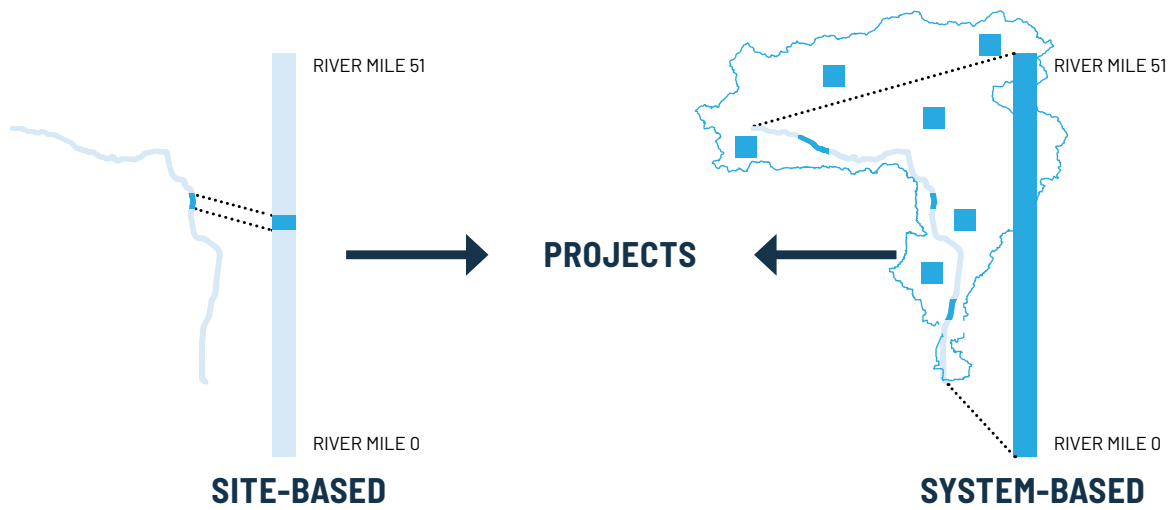 RIVER MILE 51
RIVER MILE 51
PROJECTS
RIVER MILE 0
RIVER MILE 0
SITE-BASED
SYSTEM-BASED